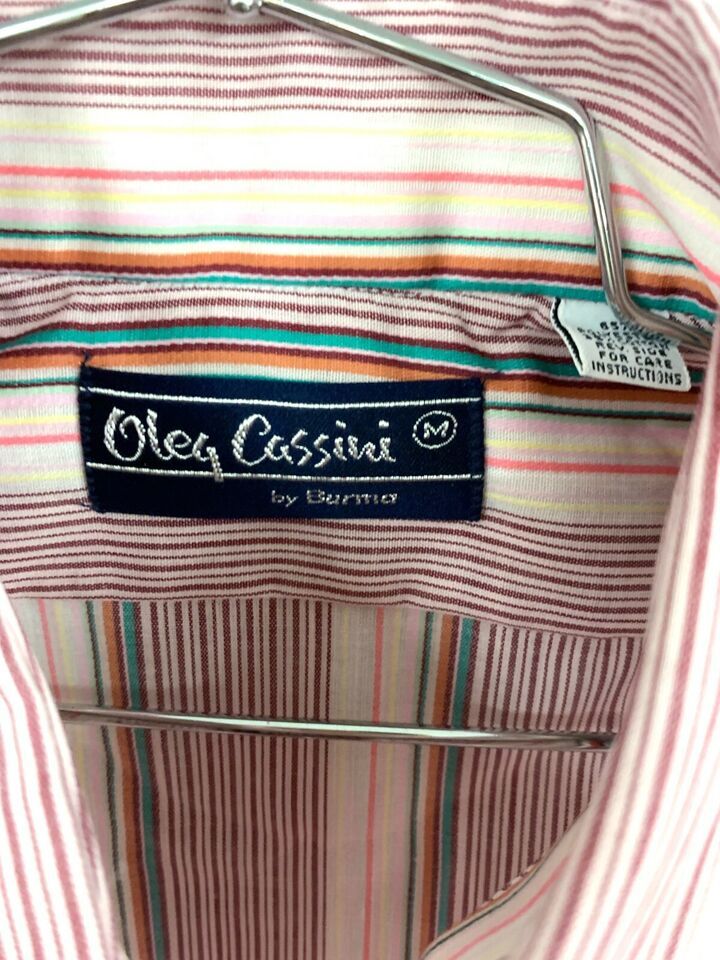 Oleg Cassini M
by Burma
FOR CARE
INSTRUCTIONS